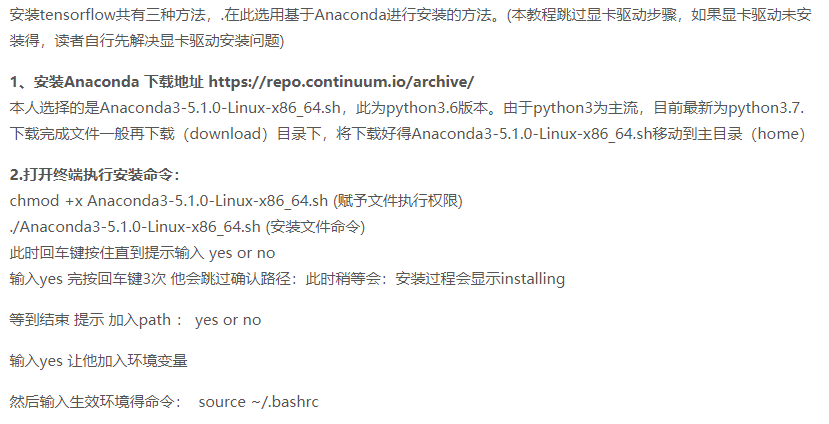 安装tensorflow共有三种方法，.在此选用基于Anaconda进行安装的方法。(本教程跳过显卡驱动步骤，如果显卡驱动未安
装得，读者自行先解决显卡驱动安装问题)
1、安装Anaconda 下载地址 https://repo.continuum.io/archive/
本人选择的是Anaconda3-5.1.0-Linux-x86_64.sh，此为python3.6版本。由于python3为主流，目前最新为python3.7.
下载完成文件一般再下载（download）目录下，将下载好得Anaconda3-5.1.0-Linux-x86_64.sh移动到主目录（home）
2.打开终端执行安装命令：
chmod +x Anaconda3-5.1.0-Linux-x86_64.sh (赋予文件执行权限)
./Anaconda3-5.1.0-Linux-x86_64.sh (安装文件命令)
此时回车键按住直到提示输入 yes or no
输入yes 完按回车键3次 他会跳过确认路径：此时稍等会：安装过程会显示installing
等到结束 提示 加入path ： yes or no
输入yes 让他加入环境变量
然后输入生效环境得命令： source ~/.bashrc